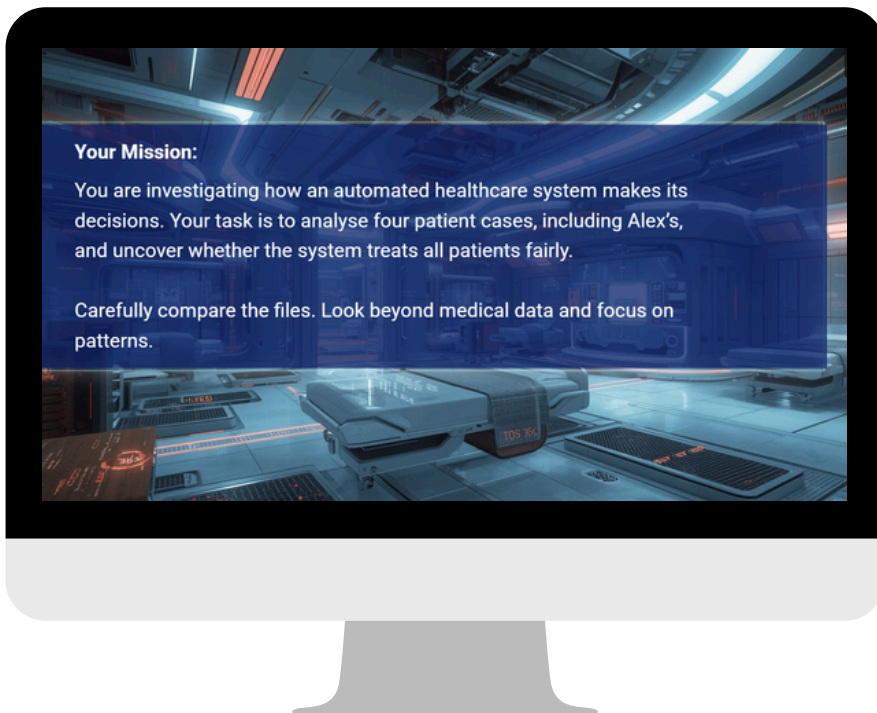 Your Mission:
You are investigating how an automated healthcare system makes its
decisions. Your task is to analyse four patient cases, including Alex's,
and uncover whether the system treats all patients fairly.
Carefully compare the files. Look beyond medical data and focus on
patterns.